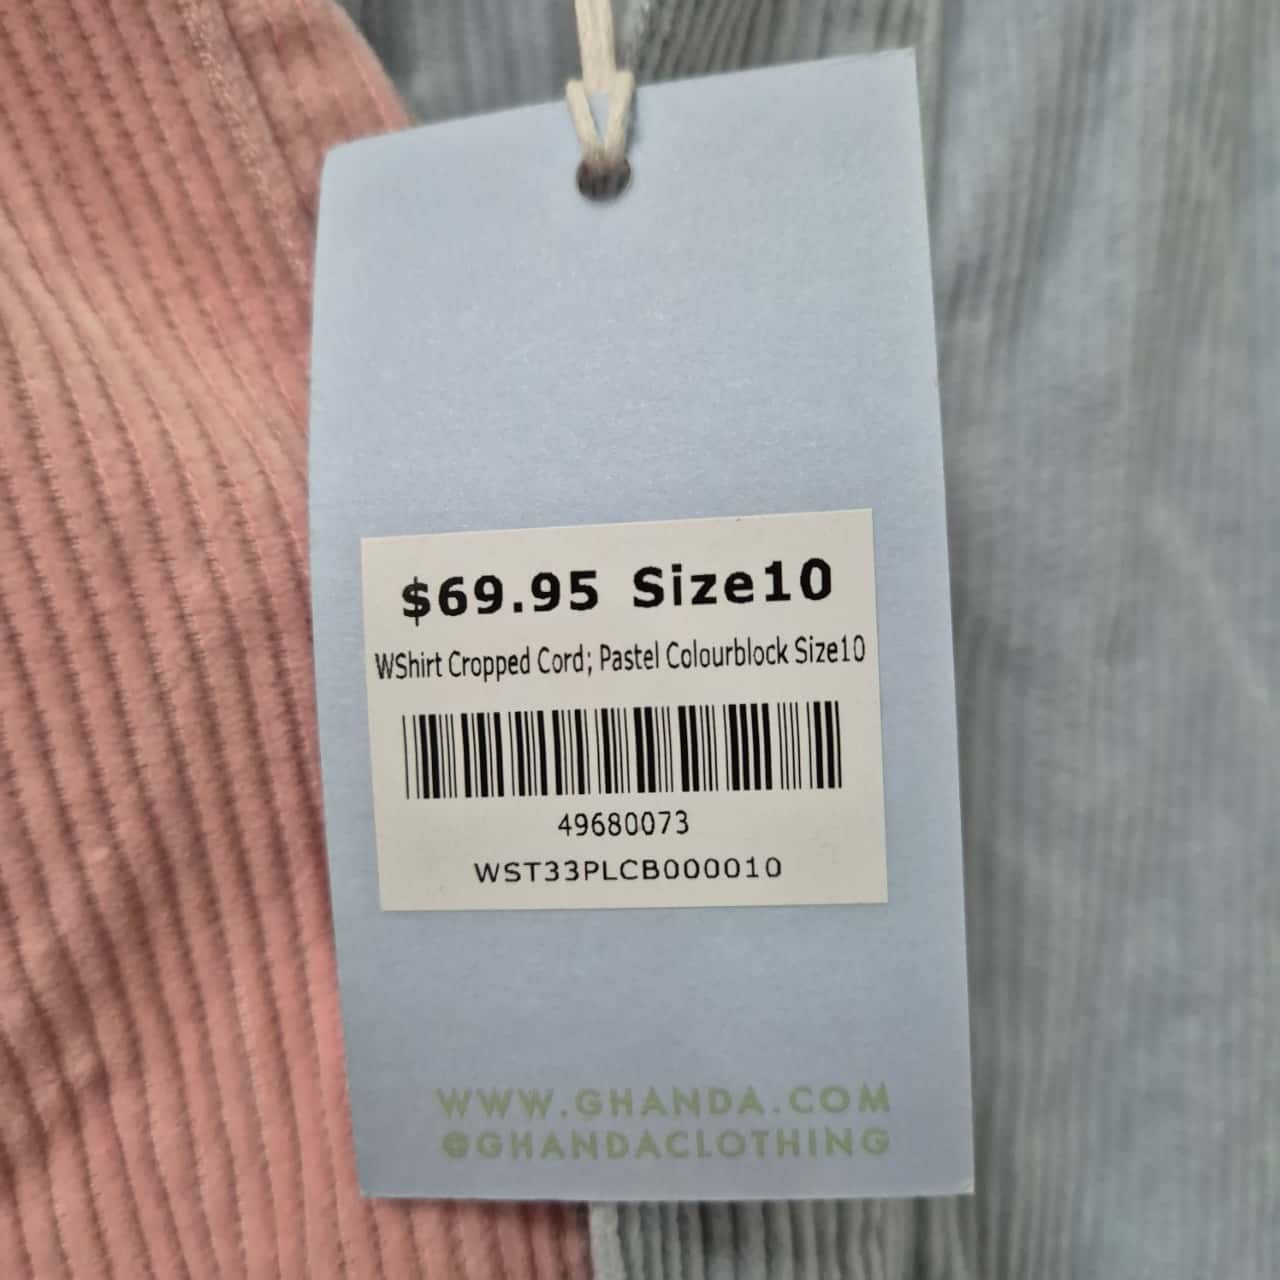 $69.95 Size10
WShirt Cropped Cord; Pastel Colourblock Size10
49680073
WST33PLCB000010
WWW.GHANDA.COM
@GHANDACLOTHING